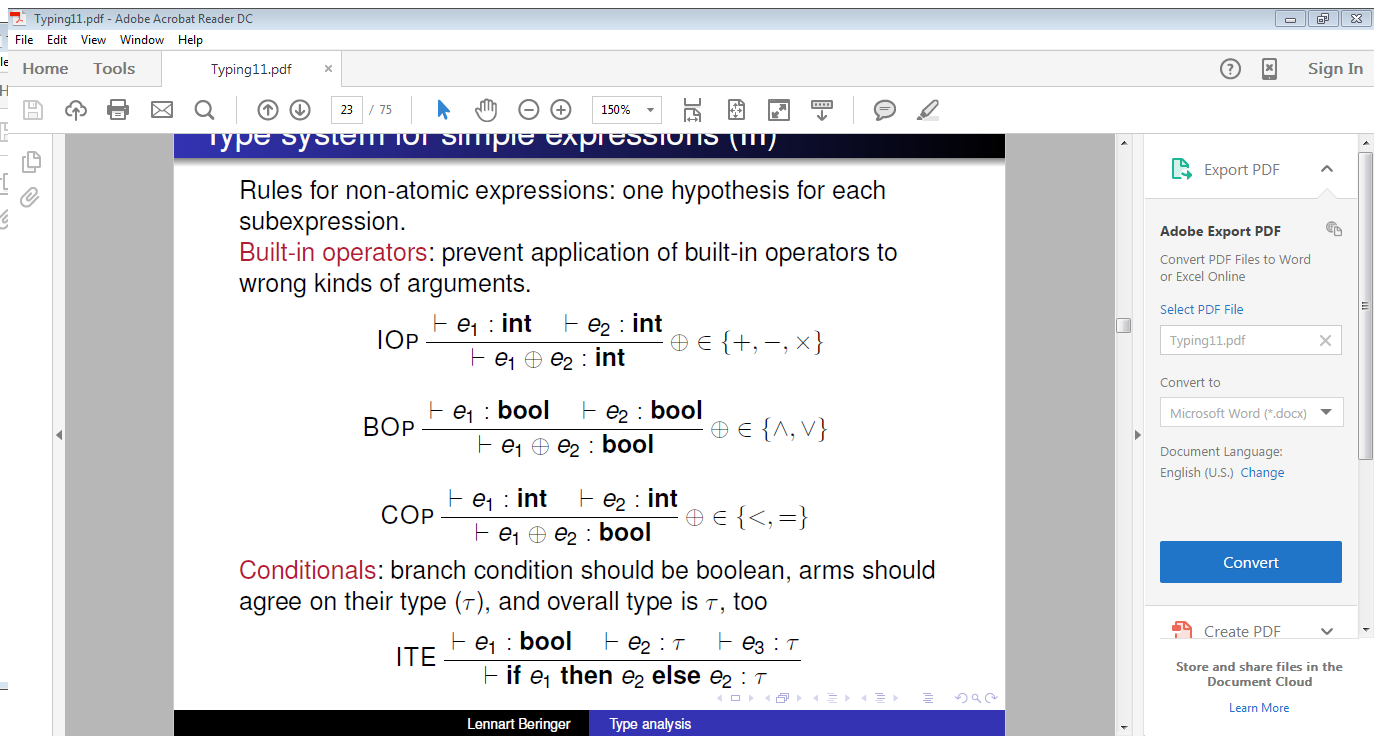 Typing11.pdf - Adobe Acrobat Reader DC
File Edit View Window Help
Home Tools Typing11.pdf × Sign In
23 / 75 150%
Type system for simple expressions (III)
Rules for non-atomic expressions: one hypothesis for each
subexpression.
Built-in operators: prevent application of built-in operators to
wrong kinds of arguments.
⊢ e₁ : int ⊢ e₂ : int
IOP ⊕ ∈ {+, −, ×}
⊢ e₁ ⊕ e₂ : int
⊢ e₁ : bool ⊢ e₂ : bool
BOP ⊕ ∈ {∧, ∨}
⊢ e₁ ⊕ e₂ : bool
⊢ e₁ : int ⊢ e₂ : int
COP ⊕ ∈ {<, =}
⊢ e₁ ⊕ e₂ : bool
Conditionals: branch condition should be boolean, arms should
agree on their type (τ), and overall type is τ, too
⊢ e₁ : bool ⊢ e₂ : τ ⊢ e₃ : τ
ITE
⊢ if e₁ then e₂ else e₂ : τ
Lennart Beringer Type analysis
Export PDF
Adobe Export PDF
Convert PDF Files to Word
or Excel Online
Select PDF File
Typing11.pdf
Convert to
Microsoft Word (*.docx)
Document Language:
English (U.S.) Change
Convert
Create PDF
Store and share files in the
Document Cloud
Learn More